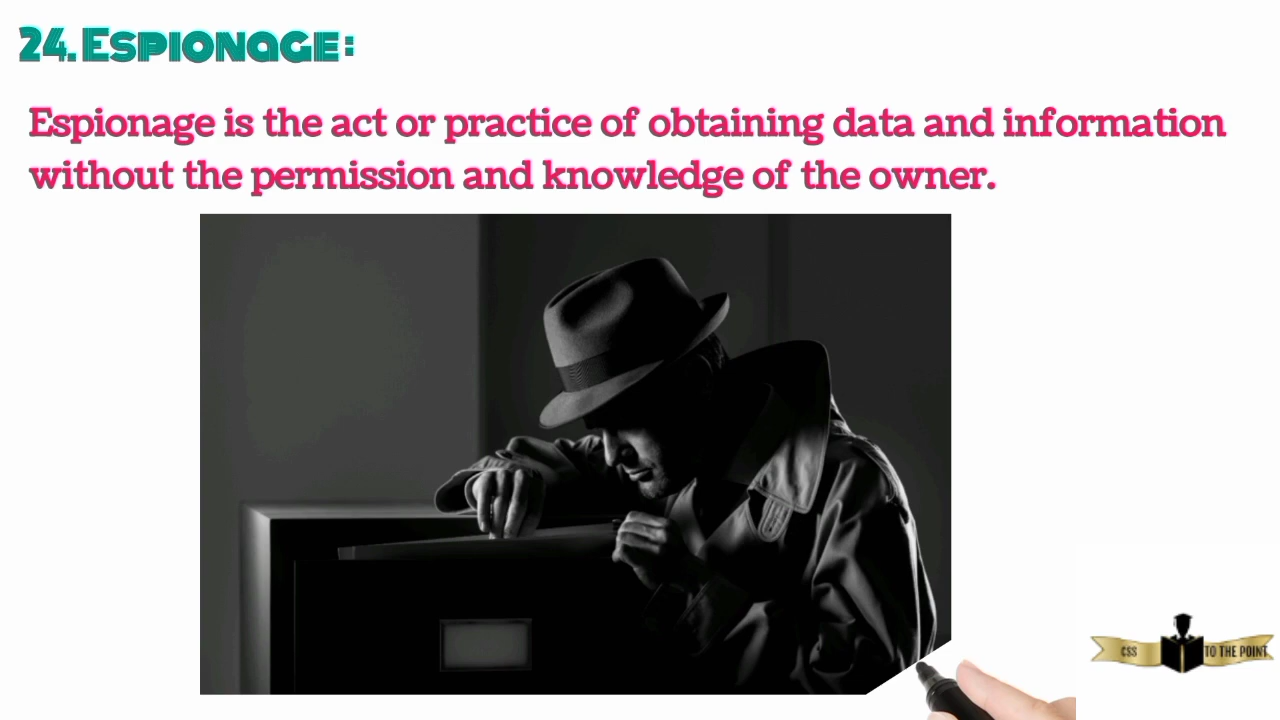 24. Espionage:
Espionage is the act or practice of obtaining data and information
without the permission and knowledge of the owner.
CSS TO THE POINT